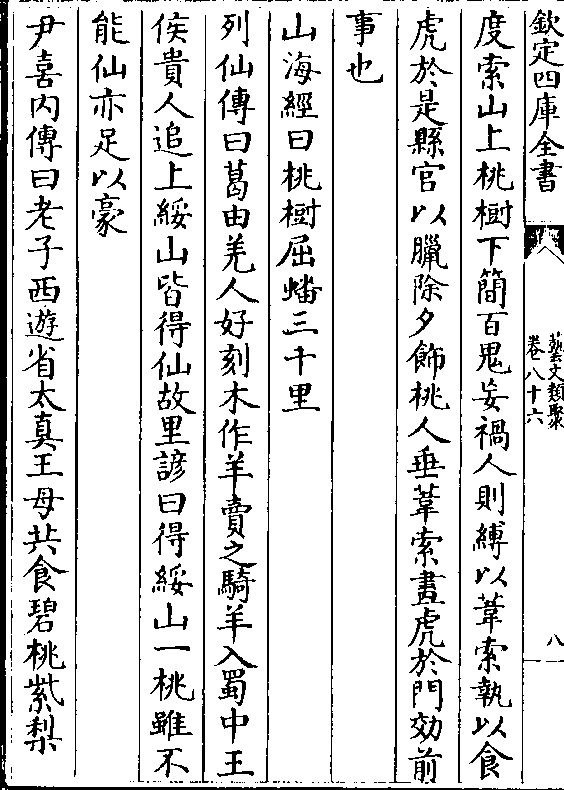 欽定四庫全書
藝文類聚
卷八十六
八
度索山上桃樹下簡百鬼妄禍人則縛以葦索執以食
虎於是縣官以臘除夕飾桃人垂葦索畫虎於門効前
事也
山海經曰桃樹屈蟠三千里
列仙傳曰葛由羌人好刻木作羊賣之騎羊入蜀中王
侯貴人追上綏山皆得仙故里諺曰得綏山一桃雖不
能仙亦足以豪
尹喜内傳曰老子西遊省太真王母共食碧桃紫梨